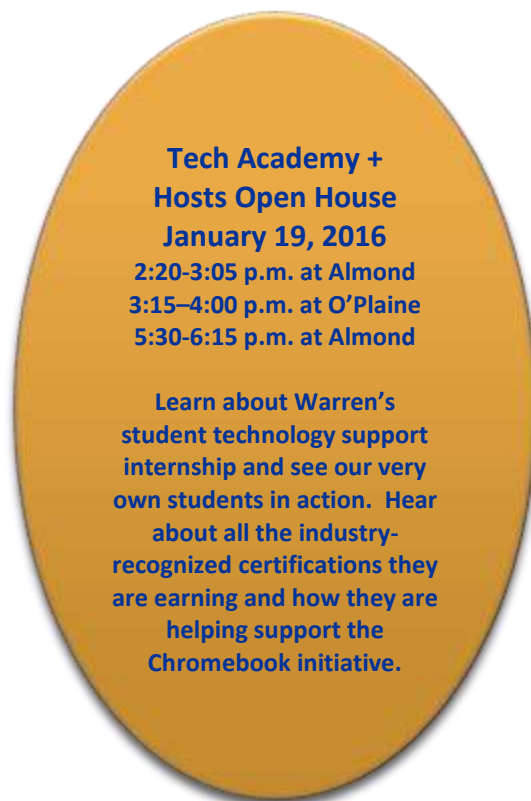 Tech Academy +
Hosts Open House
January 19, 2016
2:20-3:05 p.m. at Almond
3:15–4:00 p.m. at O’Plaine
5:30-6:15 p.m. at Almond
Learn about Warren’s
student technology support
internship and see our very
own students in action.  Hear
about all the industry-
recognized certifications they
are earning and how they are
helping support the
Chromebook initiative.